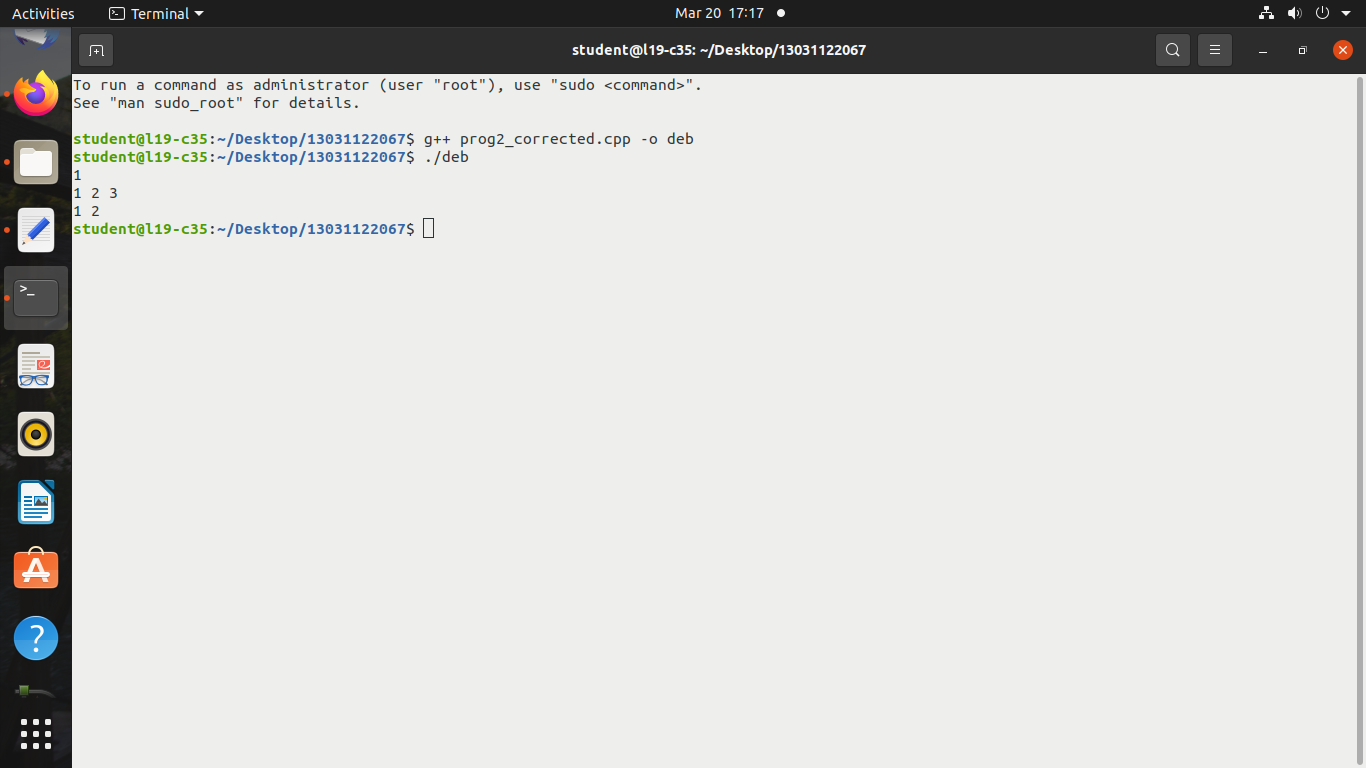 Activities
Terminal
Mar 20 17:17
student@l19-c35: ~/Desktop/13031122067
To run a command as administrator (user "root"), use "sudo <command>".
See "man sudo_root" for details.
student@l19-c35:~/Desktop/13031122067$ g++ prog2_corrected.cpp -o deb
student@l19-c35:~/Desktop/13031122067$ ./deb
1
1 2 3
1 2
student@l19-c35:~/Desktop/13031122067$